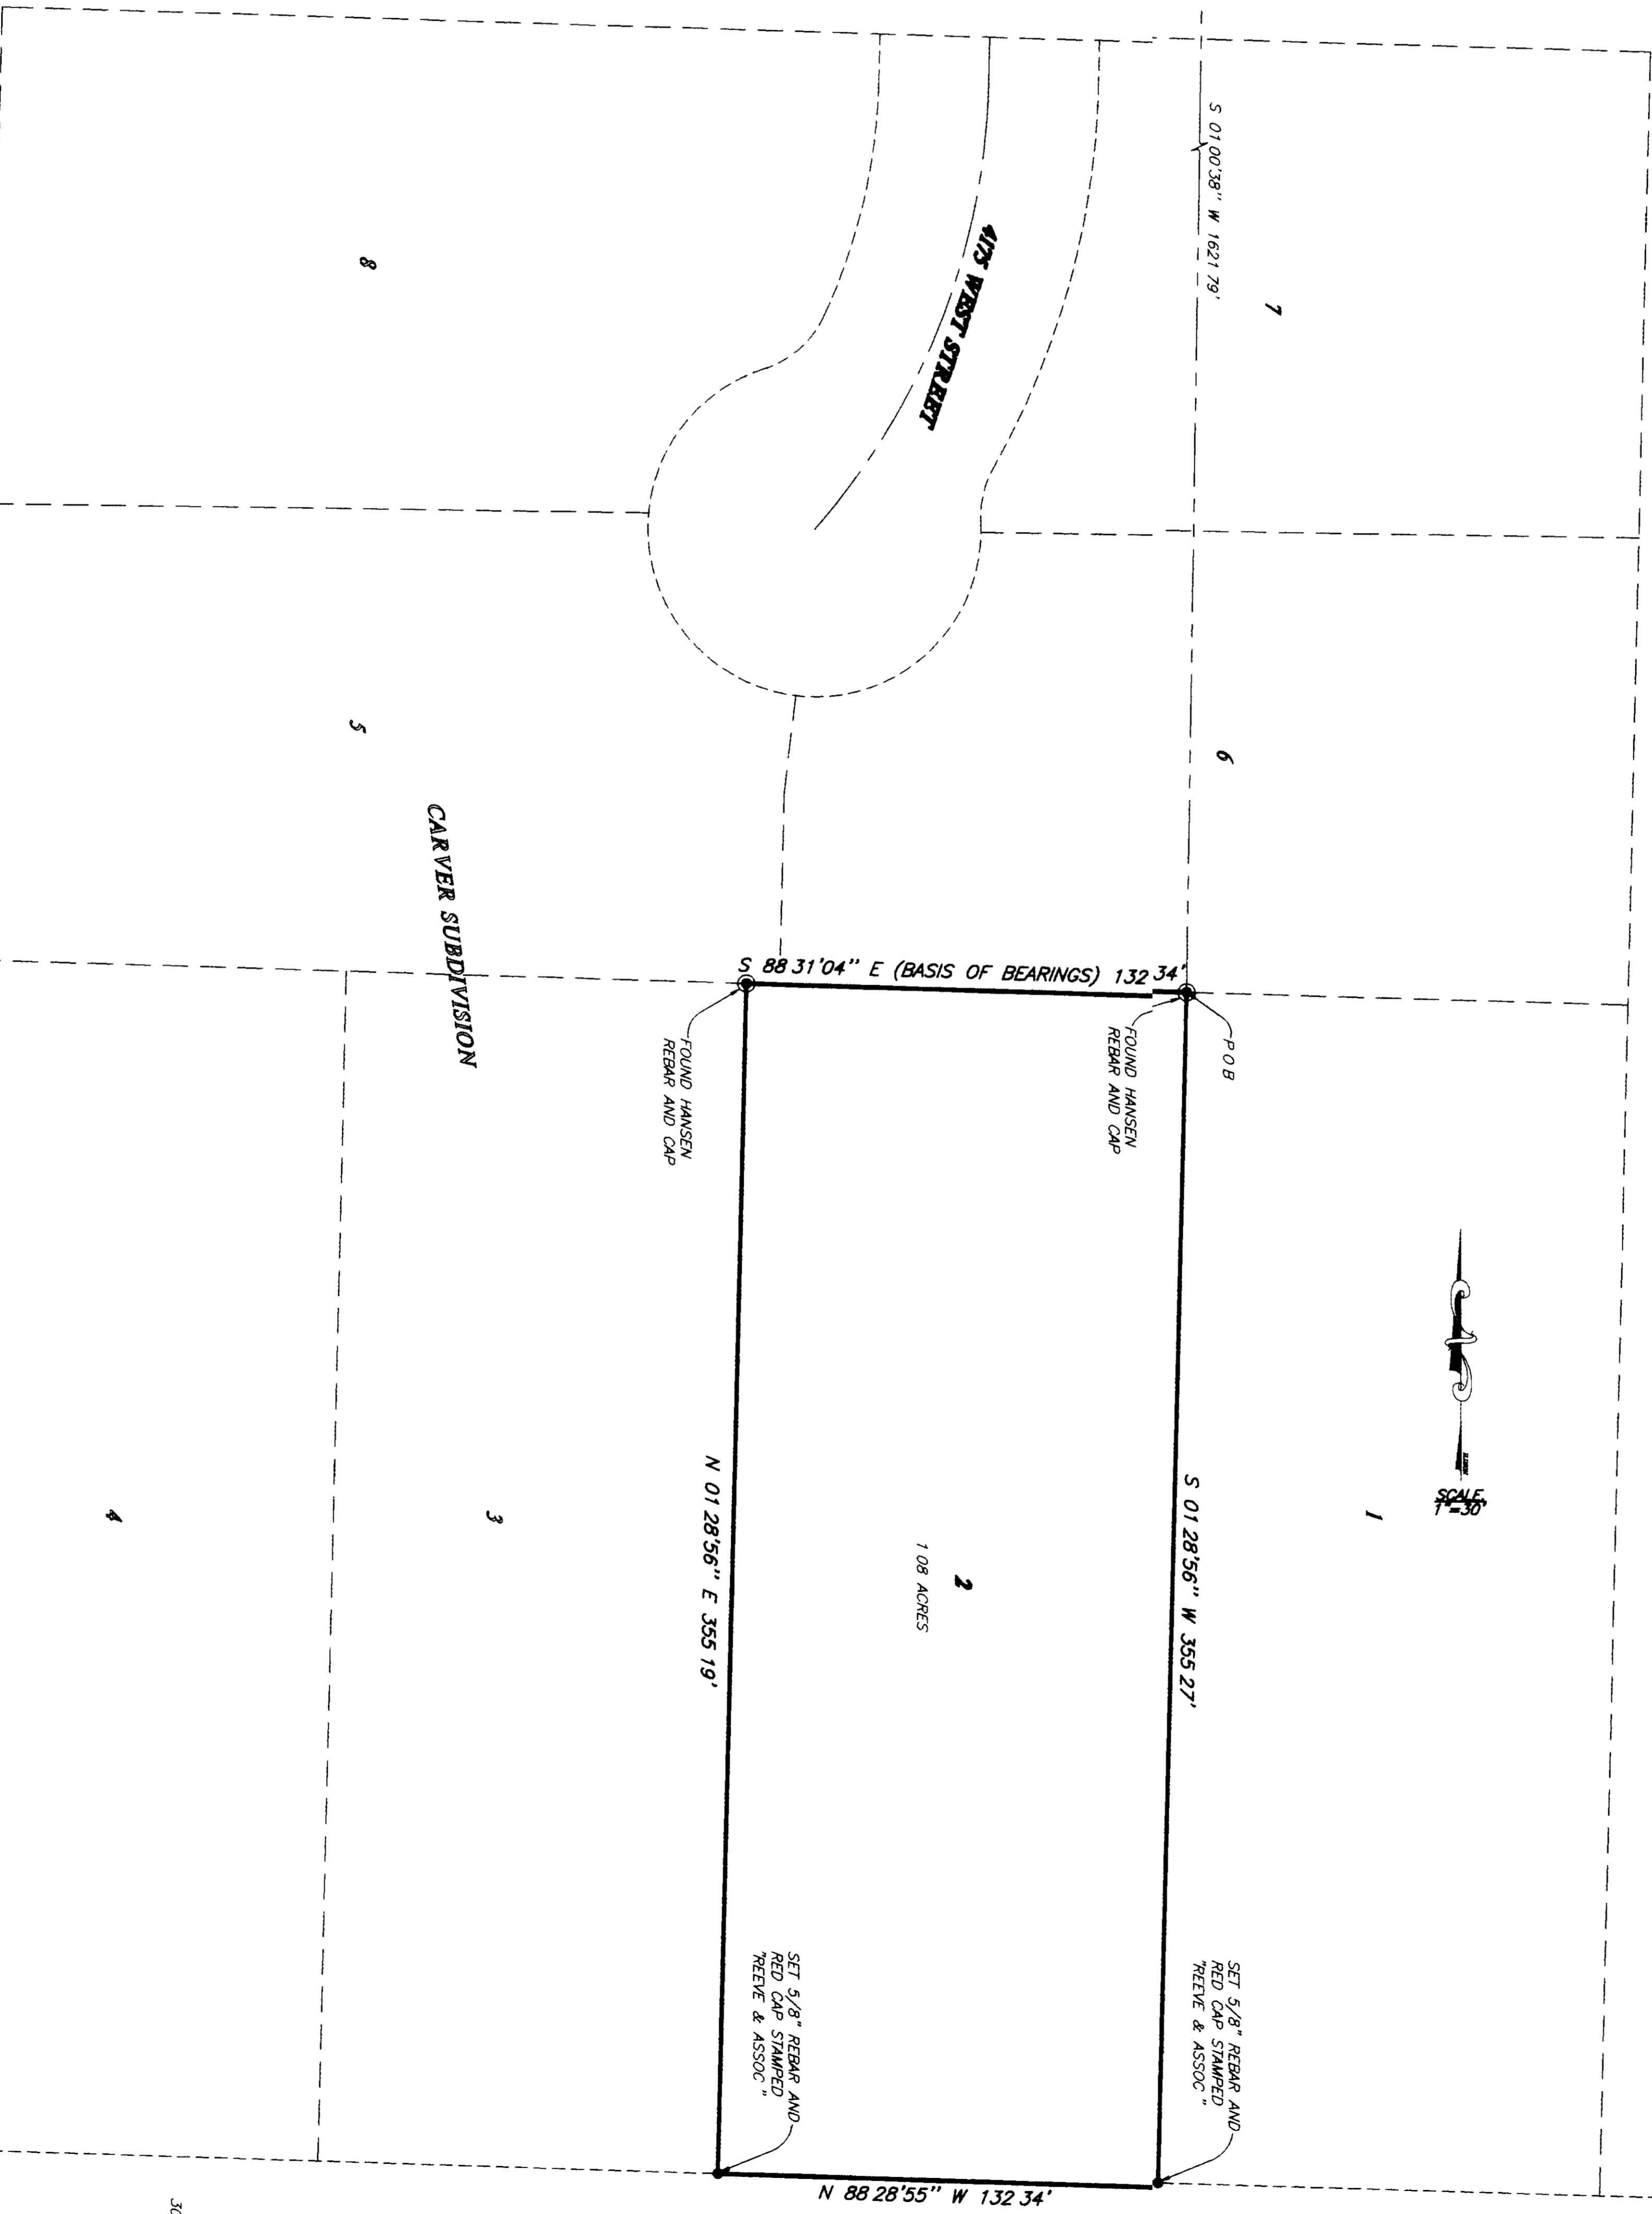 S 01 00'38" W 1621 79'
7
8
4175 WEST STREET
6
5
CARVER SUBDIVISION
S 88 31'04" E (BASIS OF BEARINGS) 132 34'
P O B
FOUND HANSEN
REBAR AND CAP
FOUND HANSEN
REBAR AND CAP
SCALE:
1"=30'
S 01 28'56" W 355 27'
1
2
1 08 ACRES
N 01 28'56" E 355 19'
3
4
SET 5/8" REBAR AND
RED CAP STAMPED
"REEVE & ASSOC "
SET 5/8" REBAR AND
RED CAP STAMPED
"REEVE & ASSOC "
N 88 28'55" W 132 34'